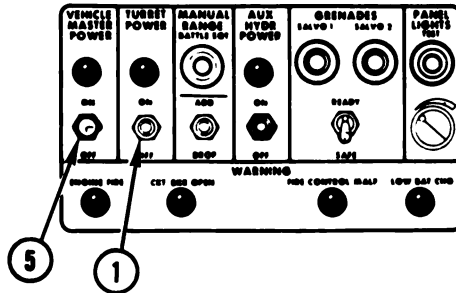 VEHICLE MASTER POWER
TURRET POWER
MANUAL RANGE
BATTLE SGT
AUX HYDR POWER
GRENADES
SALVO 1 SALVO 2
PANEL LIGHTS
TEST
ON
ON
ADD
ON
READY
OFF
OFF
DROP
OFF
SAFE
WARNING
ENGINE FIRE
CKT BKR OPEN
FIRE CONTROL MALF
LOW BAT CHG
5
1